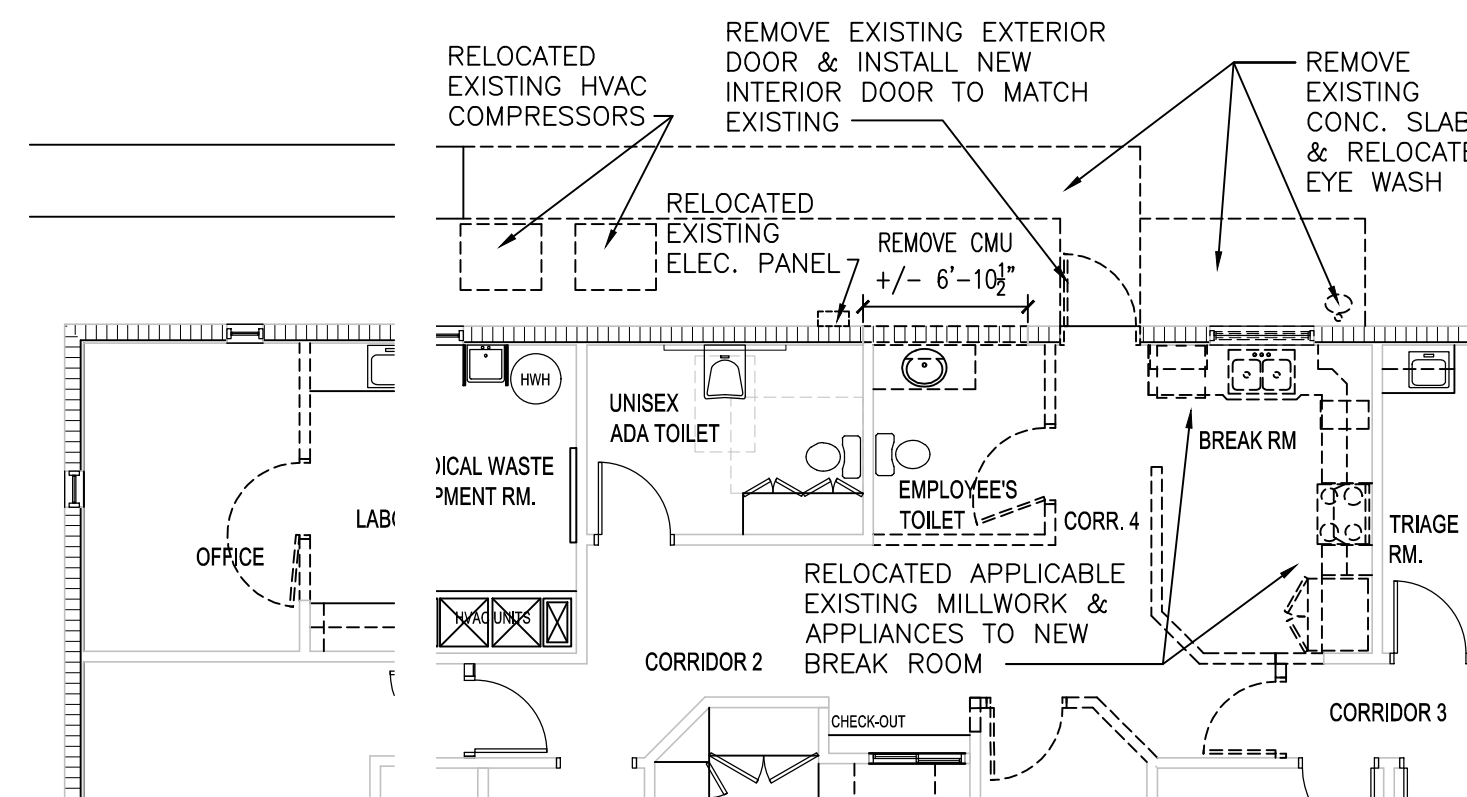 RELOCATED
EXISTING HVAC
COMPRESSORS
REMOVE EXISTING EXTERIOR
DOOR & INSTALL NEW
INTERIOR DOOR TO MATCH
EXISTING
REMOVE
EXISTING
CONC. SLAB
& RELOCATE
EYE WASH
RELOCATED
EXISTING
ELEC. PANEL
REMOVE CMU
+/- 6'-10½"
HWH
UNISEX
ADA TOILET
BREAK RM
DICAL WASTE
PMENT RM.
EMPLOYEE'S
TOILET
CORR. 4
LABO
OFFICE
TRIAGE
RM.
RELOCATED APPLICABLE
EXISTING MILLWORK &
APPLIANCES TO NEW
BREAK ROOM
HVAC UNITS
CORRIDOR 2
CHECK-OUT
CORRIDOR 3